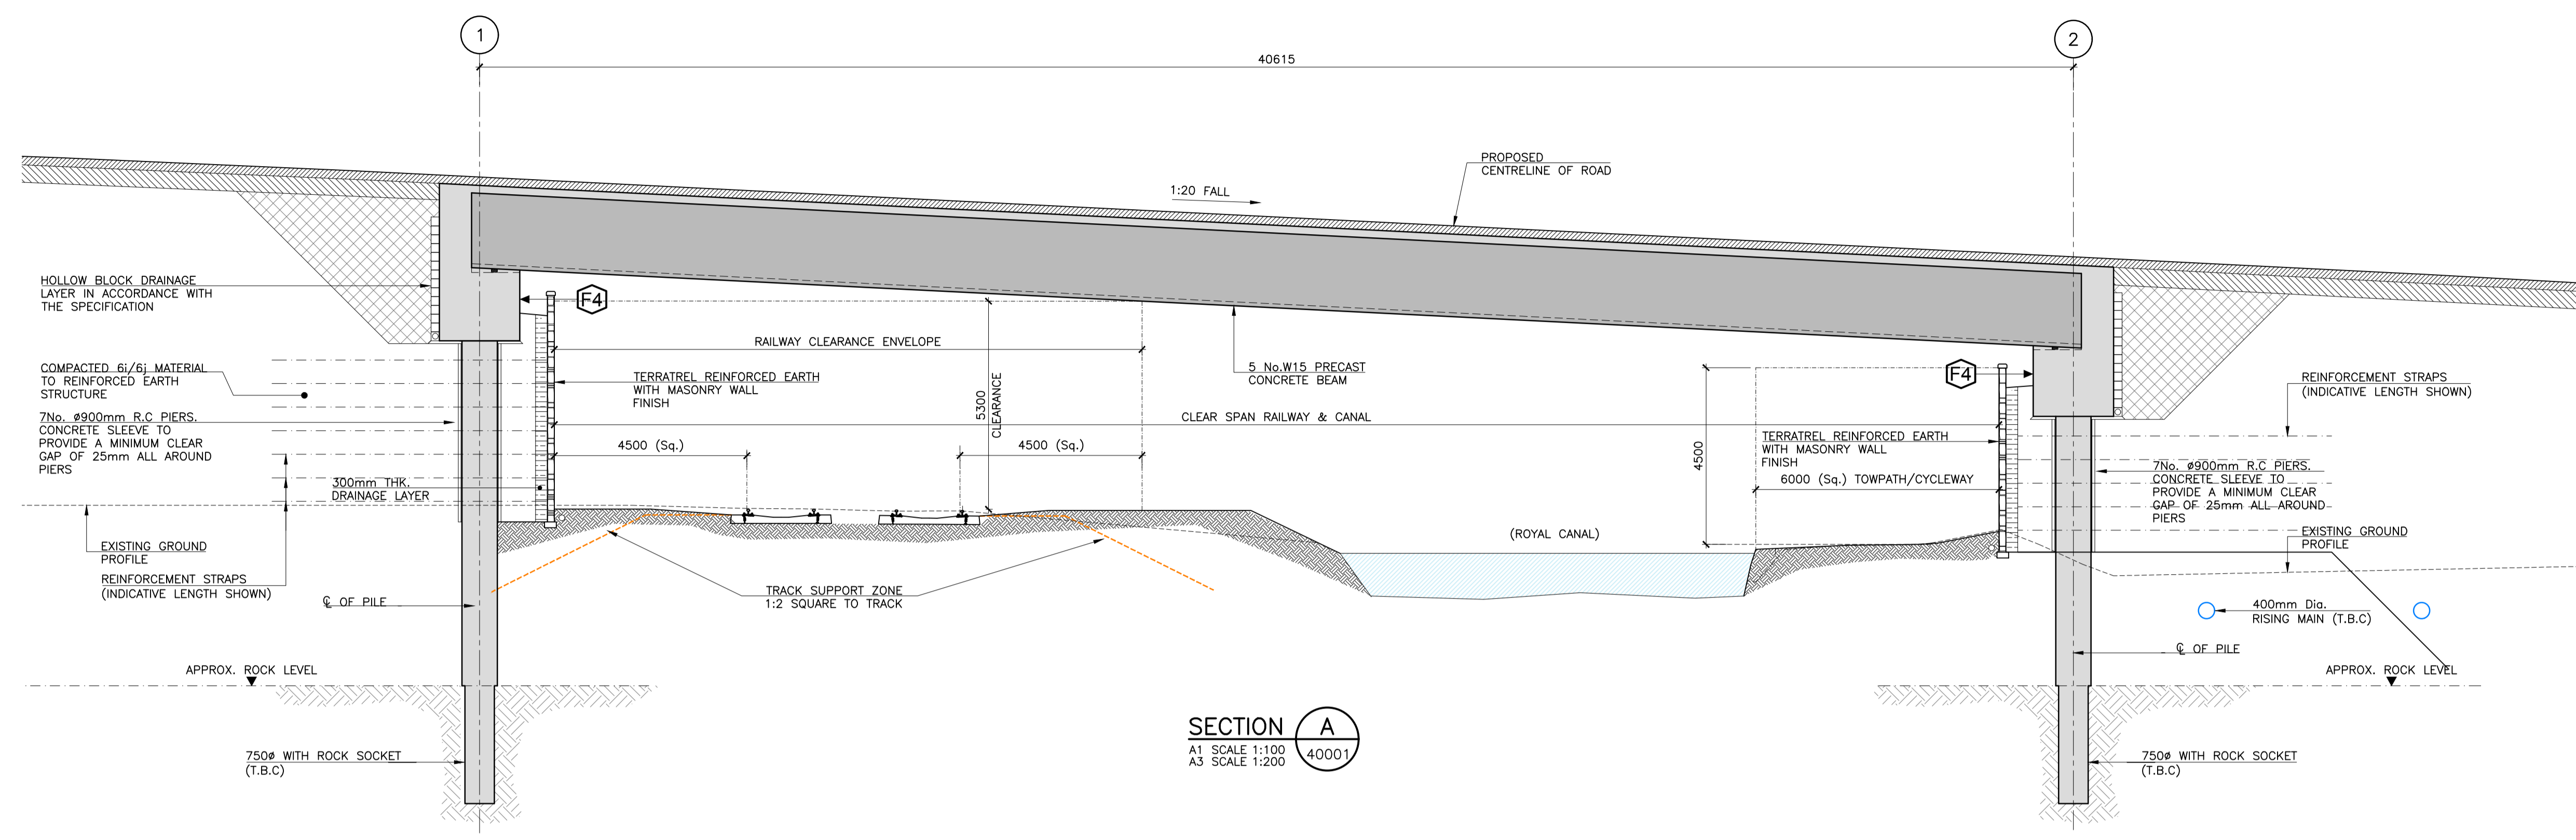 1
2
40615
PROPOSED
CENTRELINE OF ROAD
1:20 FALL
HOLLOW BLOCK DRAINAGE
LAYER IN ACCORDANCE WITH
THE SPECIFICATION
F4
RAILWAY CLEARANCE ENVELOPE
COMPACTED 6i/6j MATERIAL
TO REINFORCED EARTH
STRUCTURE
TERRATREL REINFORCED EARTH
WITH MASONRY WALL
FINISH
5300
CLEARANCE
5 No.W15 PRECAST
CONCRETE BEAM
F4
REINFORCEMENT STRAPS
(INDICATIVE LENGTH SHOWN)
7No. ø900mm R.C PIERS.
CONCRETE SLEEVE TO
PROVIDE A MINIMUM CLEAR
GAP OF 25mm ALL AROUND
PIERS
CLEAR SPAN RAILWAY & CANAL
4500 (Sq.)
4500 (Sq.)
4500
TERRATREL REINFORCED EARTH
WITH MASONRY WALL
FINISH
6000 (Sq.) TOWPATH/CYCLEWAY
7No. ø900mm R.C PIERS.
CONCRETE SLEEVE TO
PROVIDE A MINIMUM CLEAR
GAP OF 25mm ALL AROUND
PIERS
300mm THK.
DRAINAGE LAYER
EXISTING GROUND
PROFILE
(ROYAL CANAL)
EXISTING GROUND
PROFILE
REINFORCEMENT STRAPS
(INDICATIVE LENGTH SHOWN)
℄ OF PILE
TRACK SUPPORT ZONE
1:2 SQUARE TO TRACK
400mm Dia.
RISING MAIN (T.B.C)
℄ OF PILE
APPROX. ROCK LEVEL
APPROX. ROCK LEVEL
SECTION A
A1 SCALE 1:100
A3 SCALE 1:200
40001
750ø WITH ROCK SOCKET
(T.B.C)
750ø WITH ROCK SOCKET
(T.B.C)